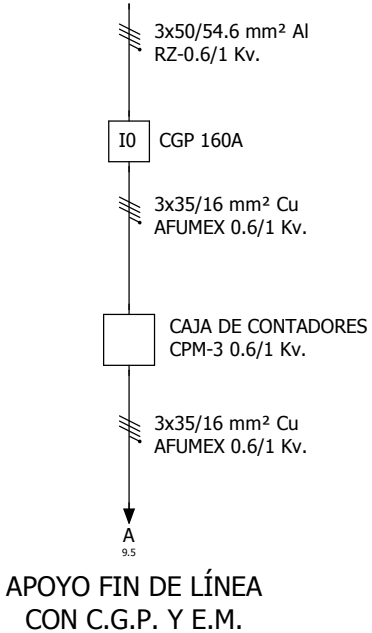 3x50/54.6 mm² Al
RZ-0.6/1 Kv.
I0
CGP 160A
3x35/16 mm² Cu
AFUMEX 0.6/1 Kv.
CAJA DE CONTADORES
CPM-3 0.6/1 Kv.
3x35/16 mm² Cu
AFUMEX 0.6/1 Kv.
A
9.5
APOYO FIN DE LÍNEA
CON C.G.P. Y E.M.